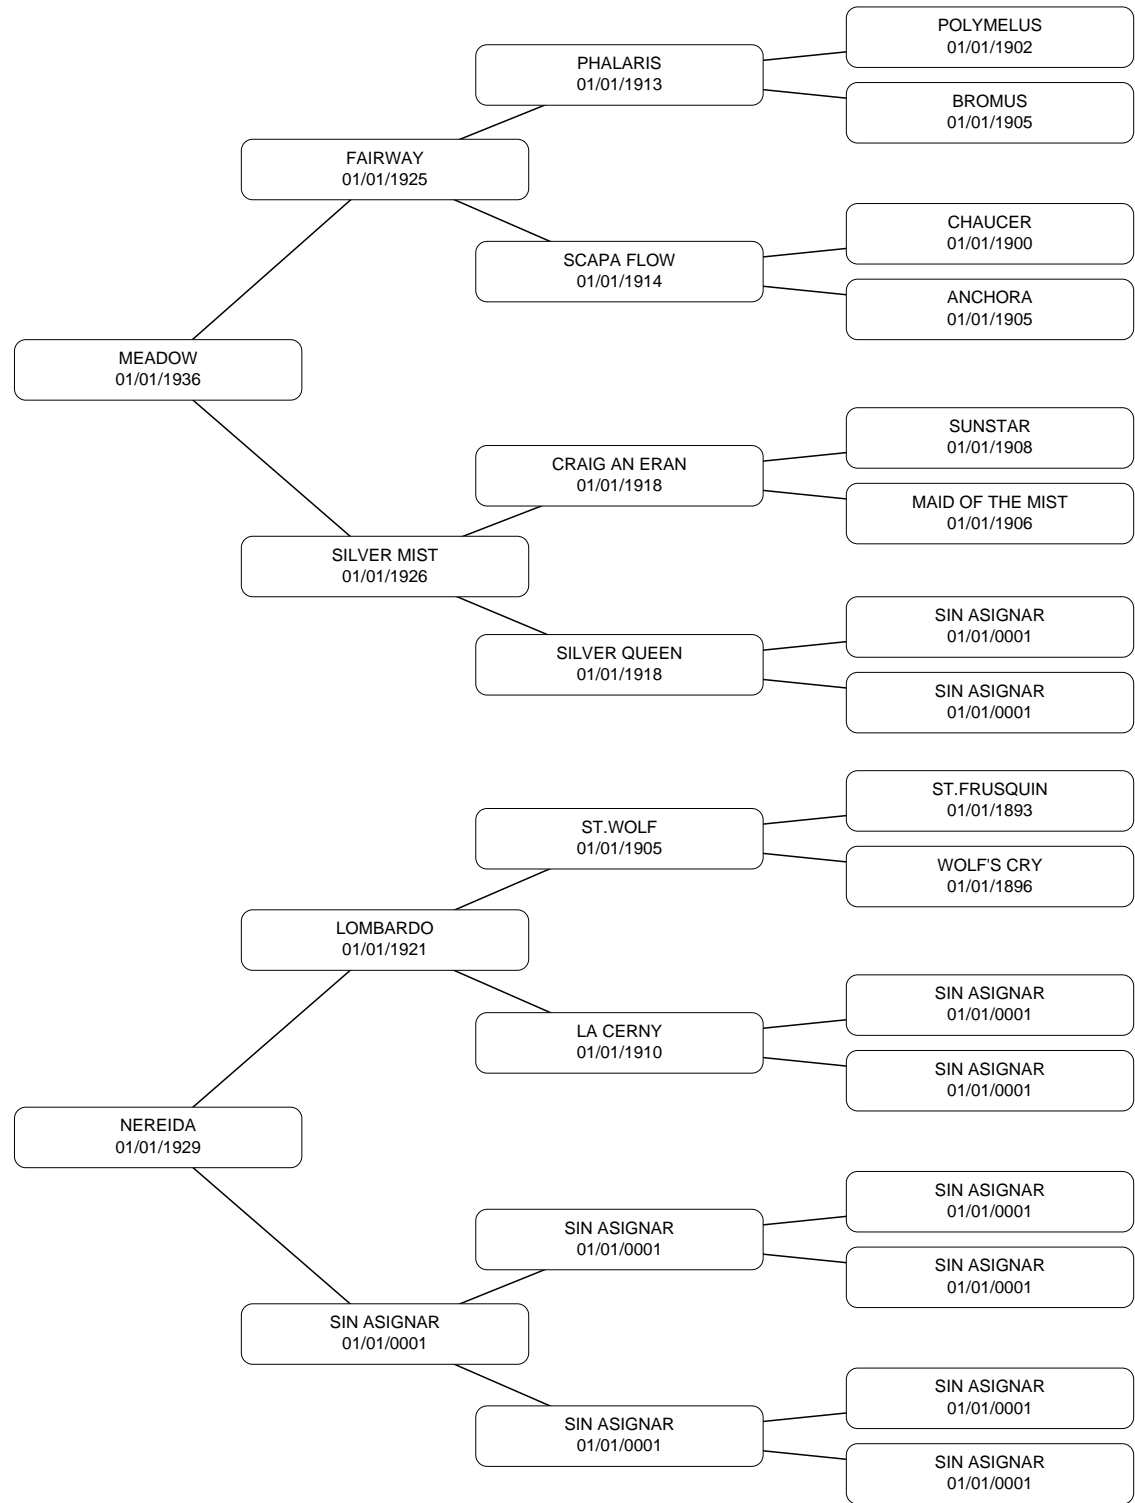 POLYMELUS
01/01/1902
PHALARIS
01/01/1913
BROMUS
01/01/1905
FAIRWAY
01/01/1925
CHAUCER
01/01/1900
SCAPA FLOW
01/01/1914
ANCHORA
01/01/1905
MEADOW
01/01/1936
SUNSTAR
01/01/1908
CRAIG AN ERAN
01/01/1918
MAID OF THE MIST
01/01/1906
SILVER MIST
01/01/1926
SIN ASIGNAR
01/01/0001
SILVER QUEEN
01/01/1918
SIN ASIGNAR
01/01/0001
ST.FRUSQUIN
01/01/1893
ST.WOLF
01/01/1905
WOLF'S CRY
01/01/1896
LOMBARDO
01/01/1921
SIN ASIGNAR
01/01/0001
LA CERNY
01/01/1910
SIN ASIGNAR
01/01/0001
NEREIDA
01/01/1929
SIN ASIGNAR
01/01/0001
SIN ASIGNAR
01/01/0001
SIN ASIGNAR
01/01/0001
SIN ASIGNAR
01/01/0001
SIN ASIGNAR
01/01/0001
SIN ASIGNAR
01/01/0001
SIN ASIGNAR
01/01/0001